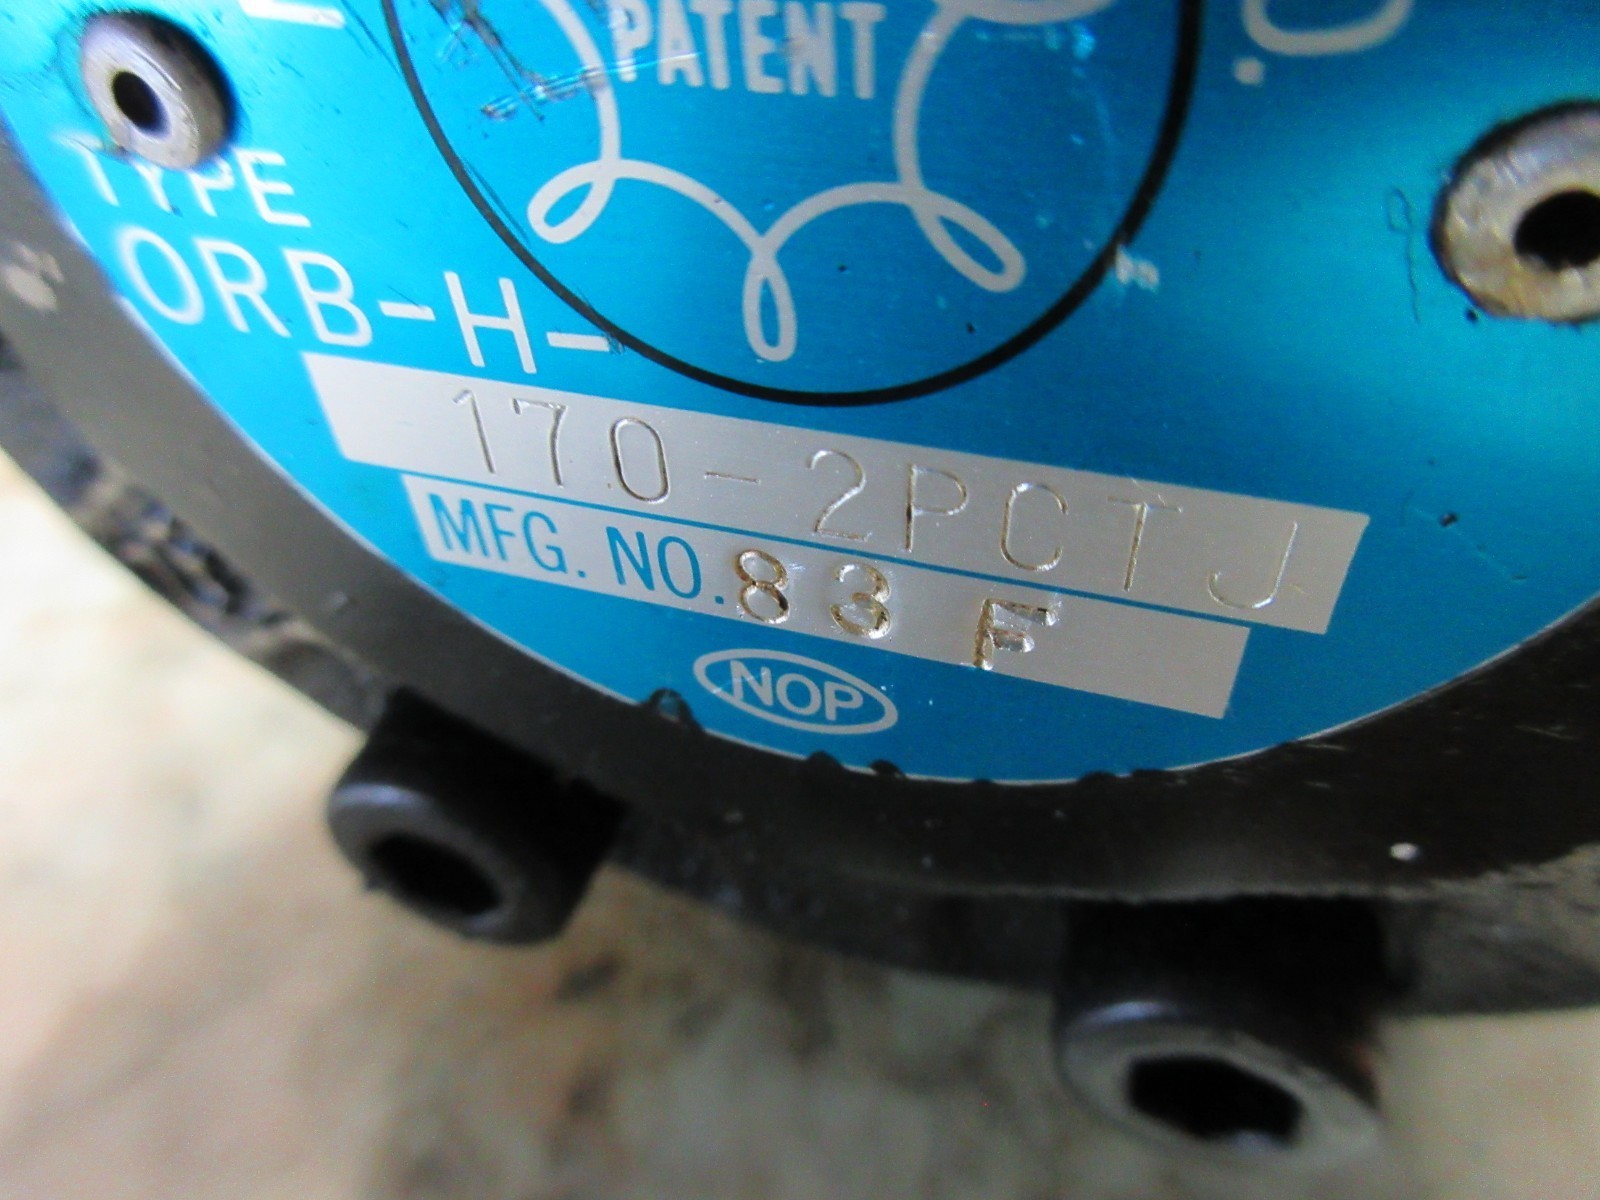 PATENT
TYPE
ORB-H-
170-2PCTJ
MFG. NO. 83 F
NOP